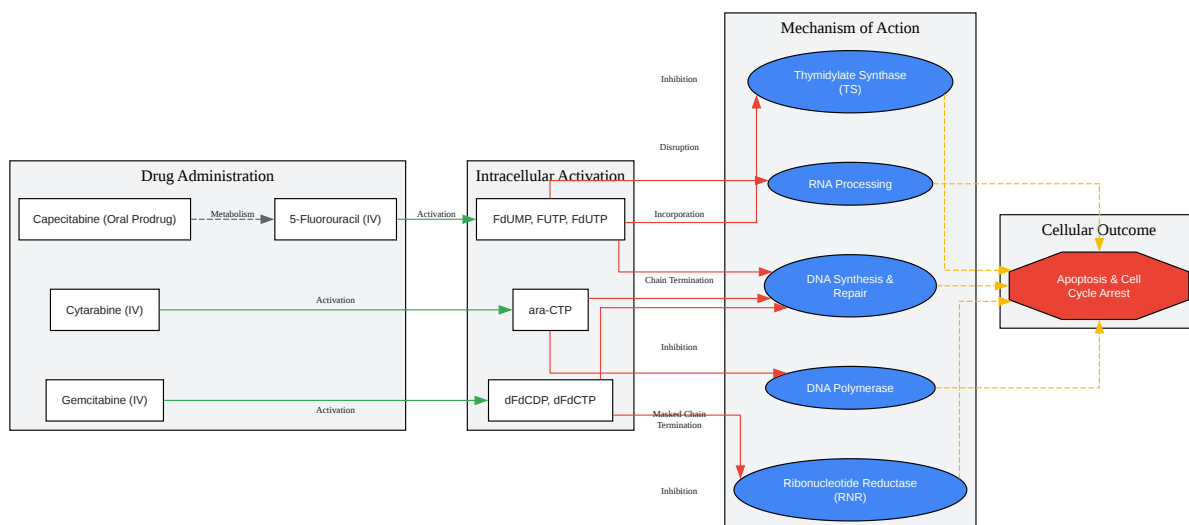 Mechanism of Action
Thymidylate Synthase
(TS)
Inhibition
Disruption
RNA Processing
Drug Administration
Intracellular Activation
Capecitabine (Oral Prodrug)
Metabolism
5-Fluorouracil (IV)
Activation
FdUMP, FUTP, FdUTP
Incorporation
Cellular Outcome
Chain Termination
DNA Synthesis &
Repair
Apoptosis & Cell
Cycle Arrest
Cytarabine (IV)
Activation
ara-CTP
Inhibition
DNA Polymerase
Gemcitabine (IV)
Activation
dFdCDP, dFdCTP
Masked Chain
Termination
Inhibition
Ribonucleotide Reductase
(RNR)